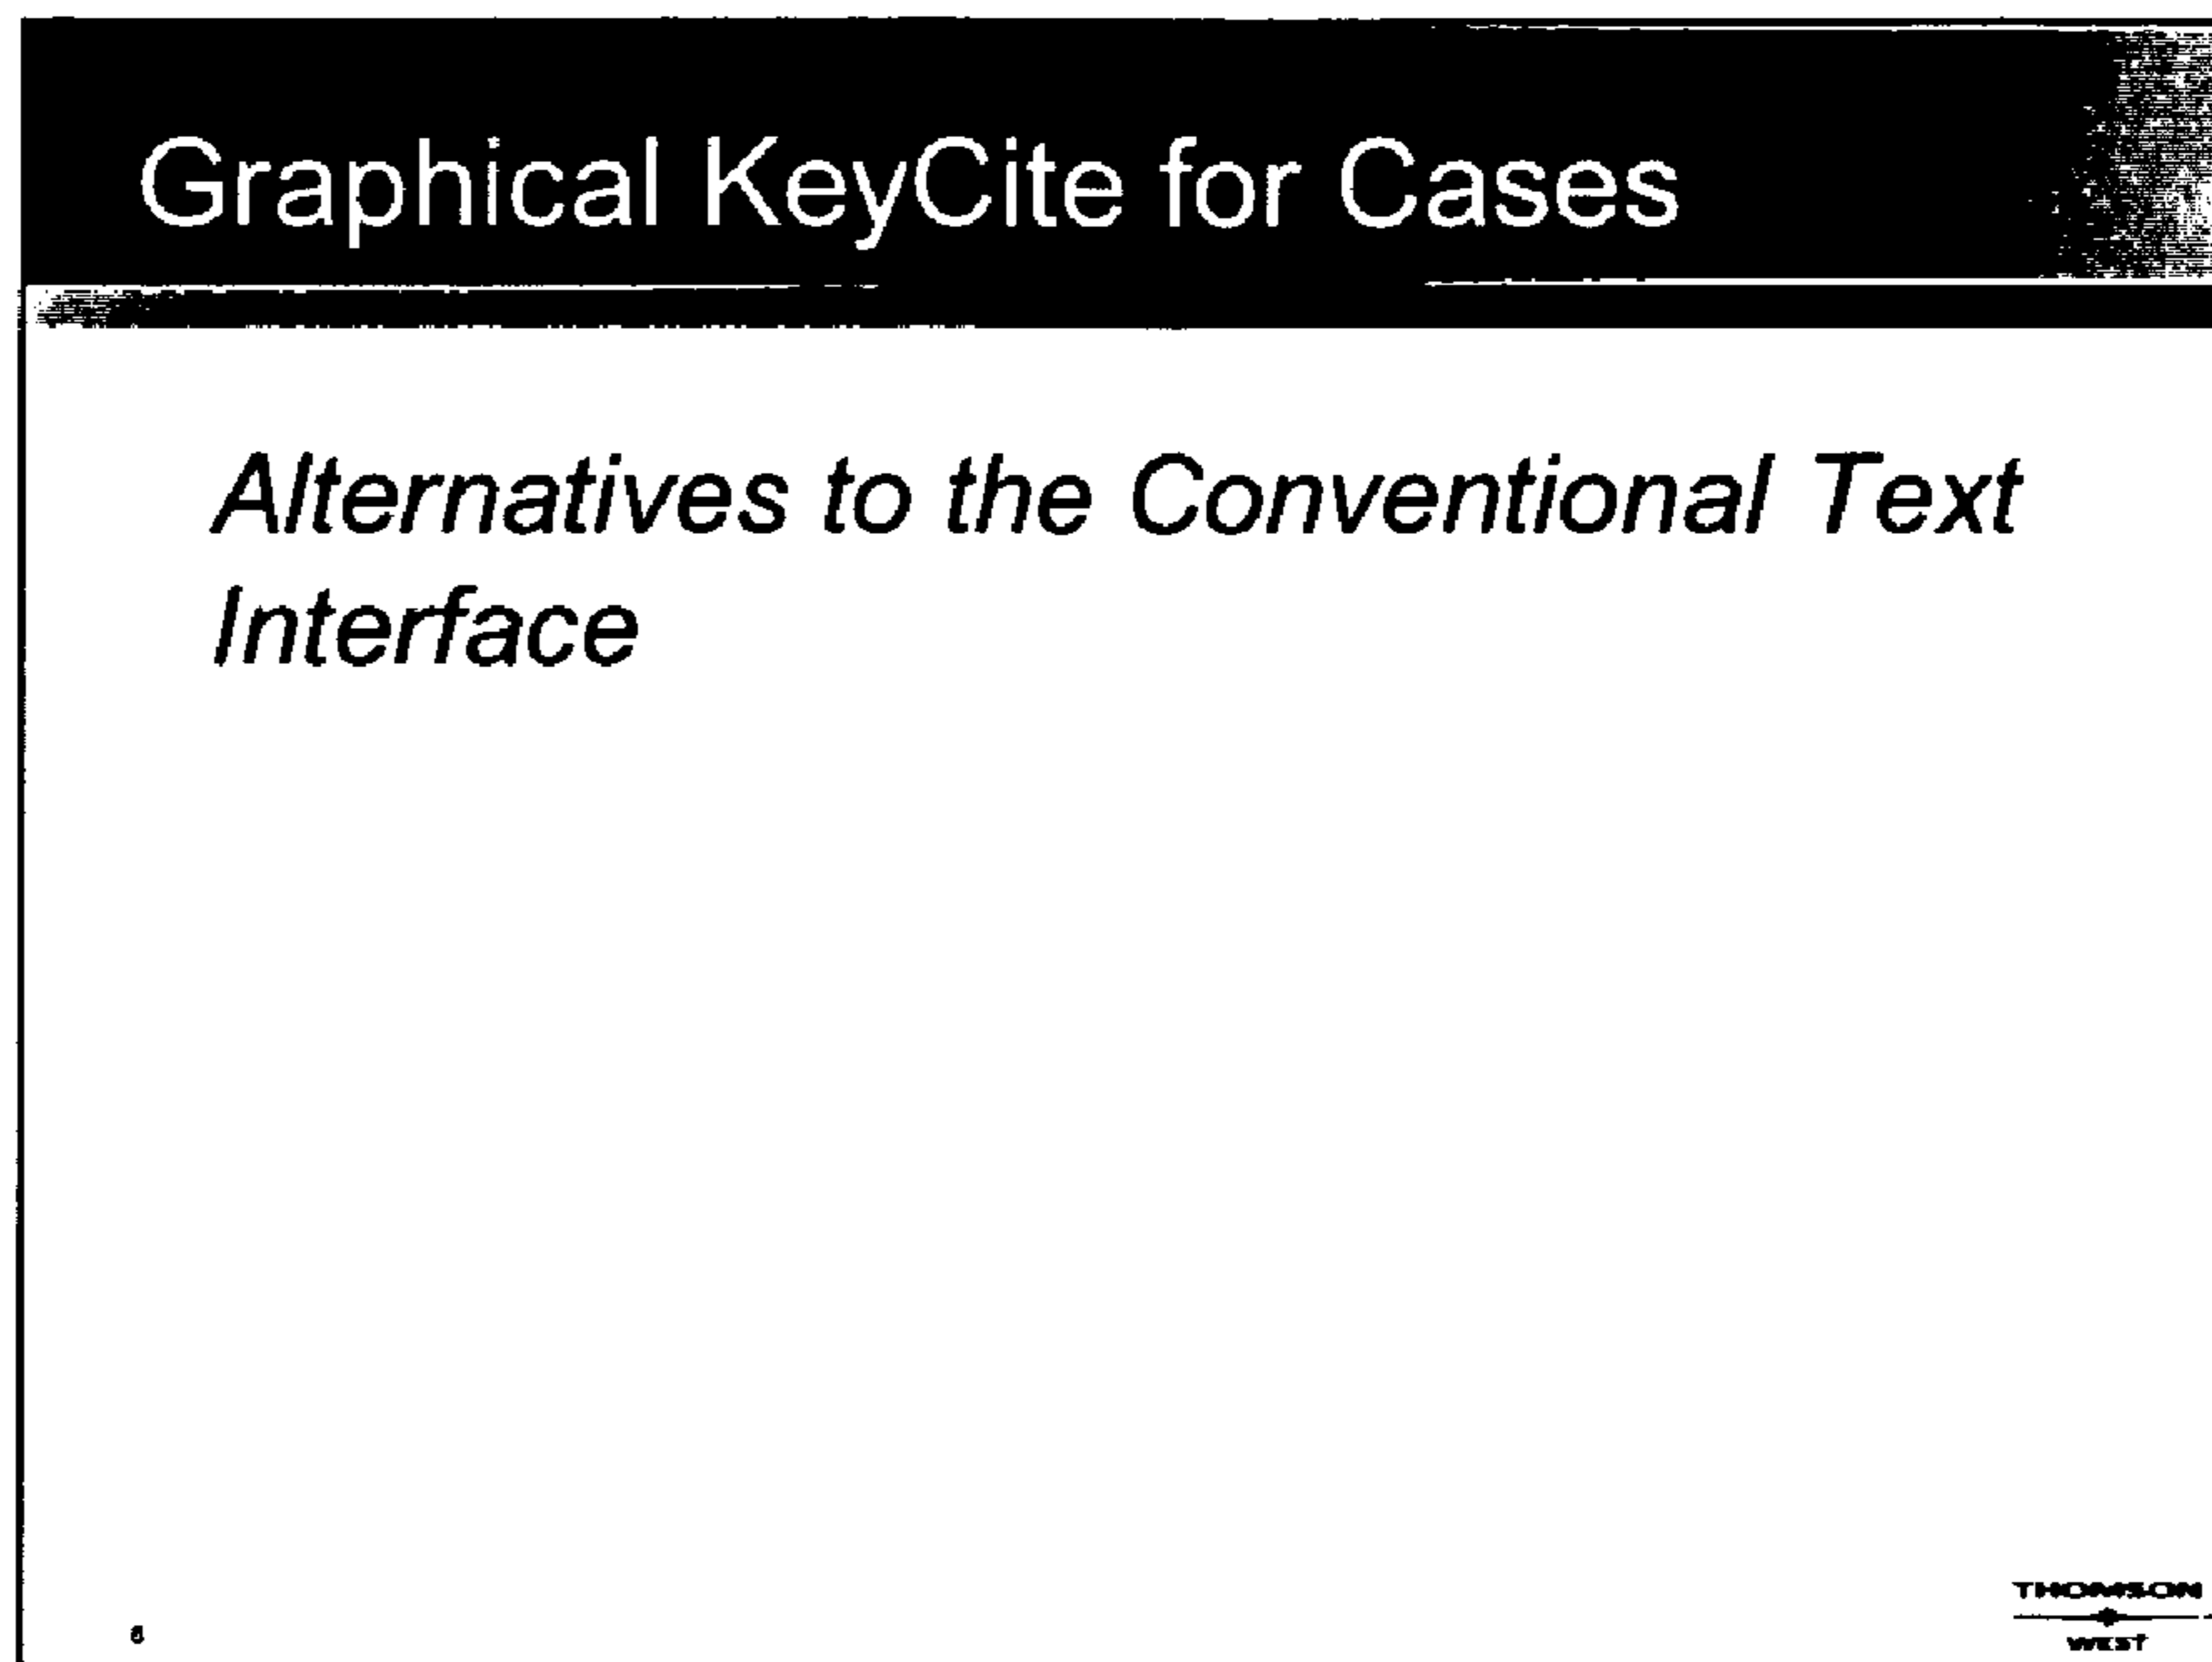 Graphical KeyCite for Cases
Alternatives to the Conventional Text
Interface
THOMSON
WEST